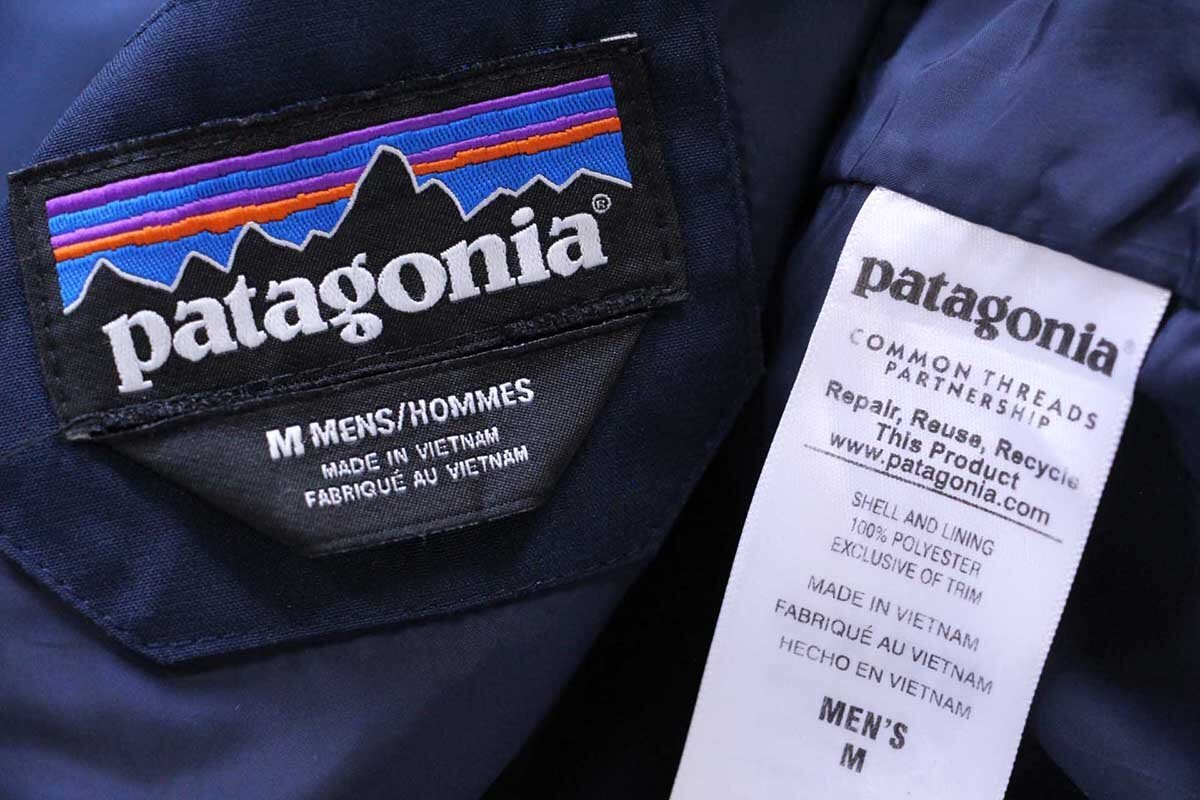 patagonia®
M MENS/HOMMES
MADE IN VIETNAM
FABRIQUÉ AU VIETNAM
patagonia®
COMMON THREADS
PARTNERSHIP
Repair, Reuse, Recycle
This Product
www.patagonia.com
SHELL AND LINING
100% POLYESTER
EXCLUSIVE OF TRIM
MADE IN VIETNAM
FABRIQUÉ AU VIETNAM
HECHO EN VIETNAM
MEN'S
M